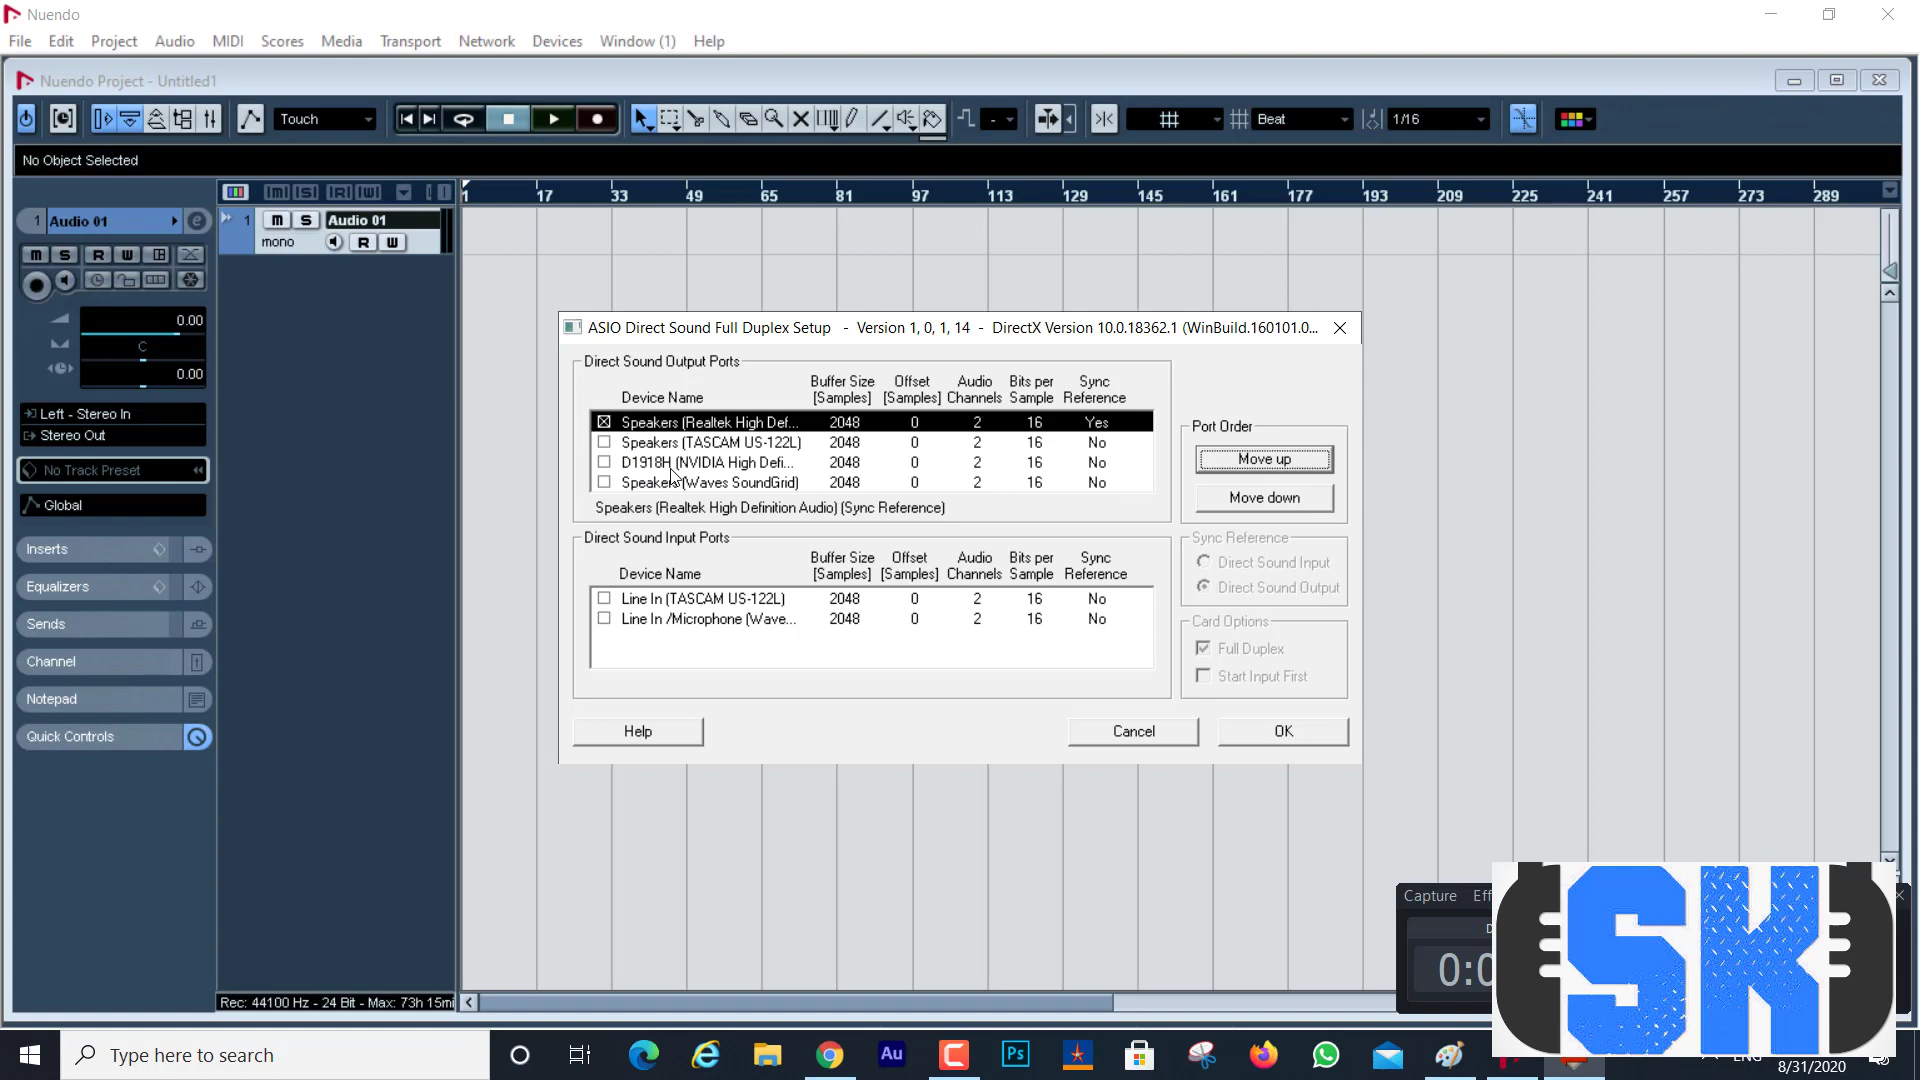 Nuendo
File Edit Project Audio MIDI Scores Media Transport Network Devices Window (1) Help
Nuendo Project - Untitled1
Touch
Beat
1/16
No Object Selected
1 17 33 49 65 81 97 113 129 145 161 177 193 209 225 241 257 273 289
1 Audio 01
M S R W
0.00
C
0.00
Left - Stereo In
Stereo Out
No Track Preset
Global
Inserts
Equalizers
Sends
Channel
Notepad
Quick Controls
1 m S Audio 01
mono R W
ASIO Direct Sound Full Duplex Setup - Version 1, 0, 1, 14 - DirectX Version 10.0.18362.1 (WinBuild.160101.0...
Direct Sound Output Ports
Buffer Size Offset Audio Bits per Sync
Device Name [Samples] [Samples] Channels Sample Reference
Speakers (Realtek High Def... 2048 0 2 16 Yes
Speakers (TASCAM US-122L) 2048 0 2 16 No
D1918H (NVIDIA High Defi... 2048 0 2 16 No
Speakers (Waves SoundGrid) 2048 0 2 16 No
Speakers (Realtek High Definition Audio) (Sync Reference)
Port Order
Move up
Move down
Direct Sound Input Ports
Buffer Size Offset Audio Bits per Sync
Device Name [Samples] [Samples] Channels Sample Reference
Line In (TASCAM US-122L) 2048 0 2 16 No
Line In /Microphone (Wave... 2048 0 2 16 No
Sync Reference
Direct Sound Input
Direct Sound Output
Card Options
Full Duplex
Start Input First
Help
Cancel
OK
Rec: 44100 Hz - 24 Bit - Max: 73h 15mi
Capture Eff
0:0
SK
Type here to search
Au
Ps
ENG
8/31/2020